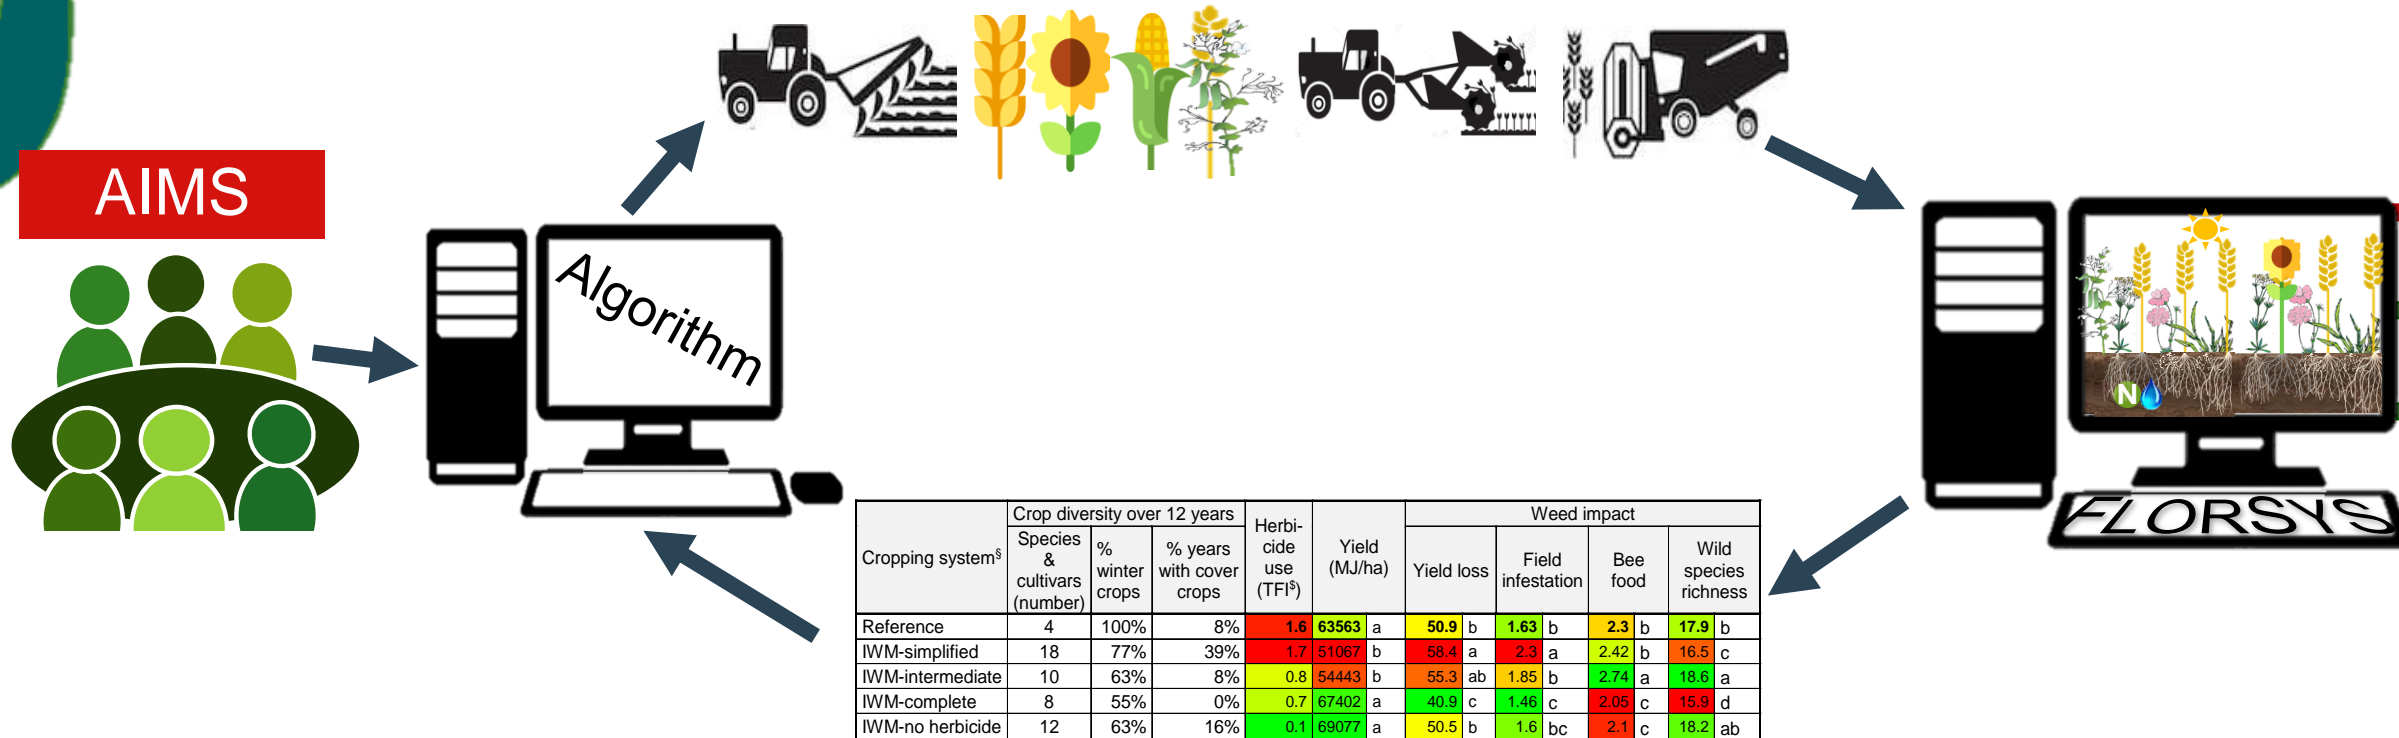 AIMS
Algorithm
N
FLORSYS
Crop diversity over 12 years
Weed impact
Cropping system§
Species
&
cultivars
(number)
%
winter
crops
% years
with cover
crops
Herbi-
cide
use
(TFI$)
Yield
(MJ/ha)
Yield loss
Field
infestation
Bee
food
Wild
species
richness
Reference 4 100% 8% 1.6 63563 a 50.9 b 1.63 b 2.3 b 17.9 b
IWM-simplified 18 77% 39% 1.7 51067 b 58.4 a 2.3 a 2.42 b 16.5 c
IWM-intermediate 10 63% 8% 0.8 54443 b 55.3 ab 1.85 b 2.74 a 18.6 a
IWM-complete 8 55% 0% 0.7 67402 a 40.9 c 1.46 c 2.05 c 15.9 d
IWM-no herbicide 12 63% 16% 0.1 69077 a 50.5 b 1.6 bc 2.1 c 18.2 ab